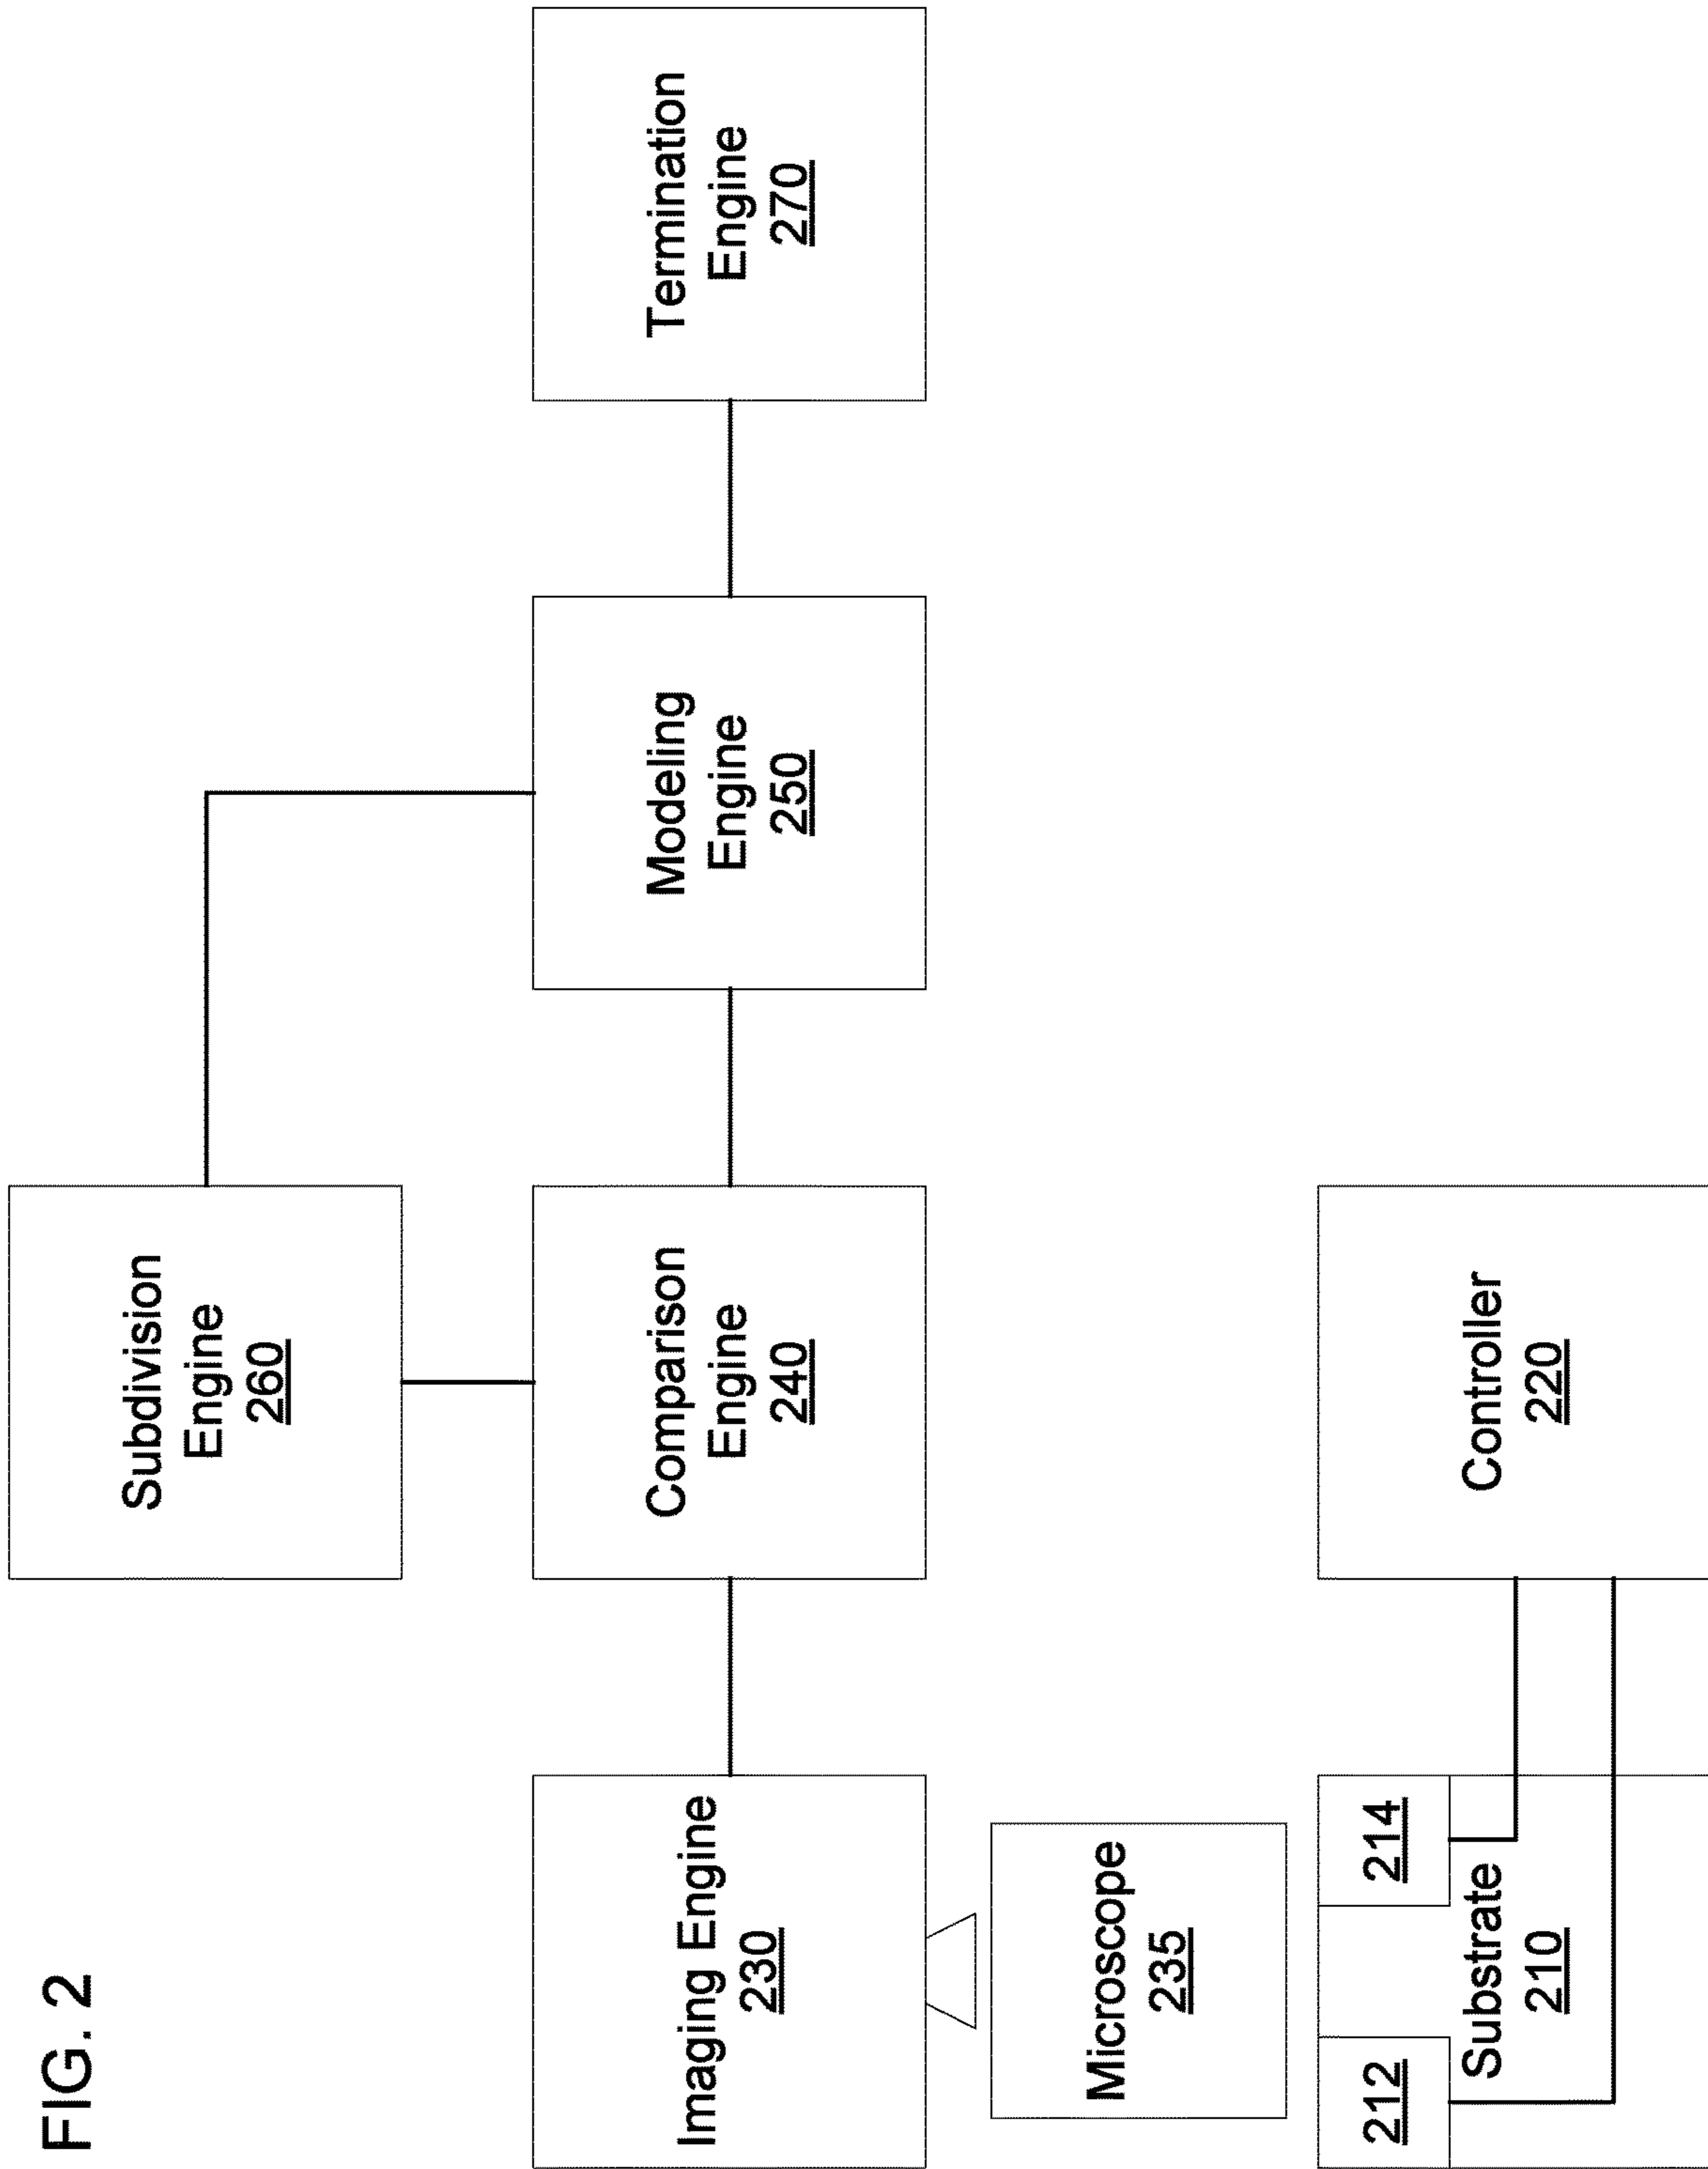 FIG. 2
Subdivision
Engine
260
Imaging Engine
230
Comparison
Engine
240
Modeling
Engine
250
Termination
Engine
270
Microscope
235
212
214
Substrate
210
Controller
220